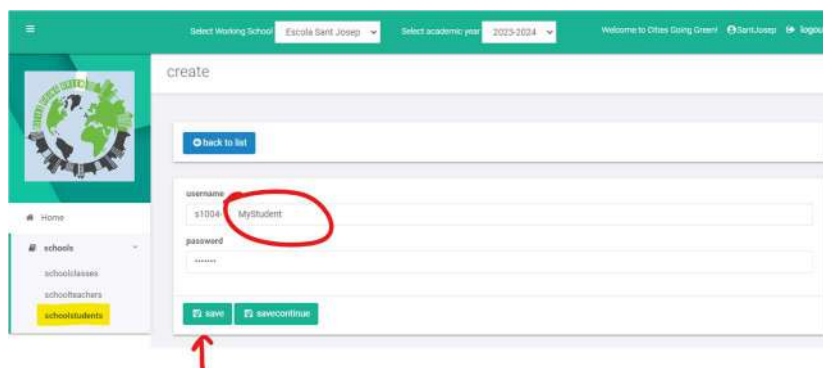 Select Working School Escola Sant Josep Select academic year 2023-2024 Welcome to Cities Going Green! SantJosep logou
create
back to list
username
s1004- MyStudent
password
Home
schools
schoolclasses
schoolteachers
schoolstudents
save savecontinue